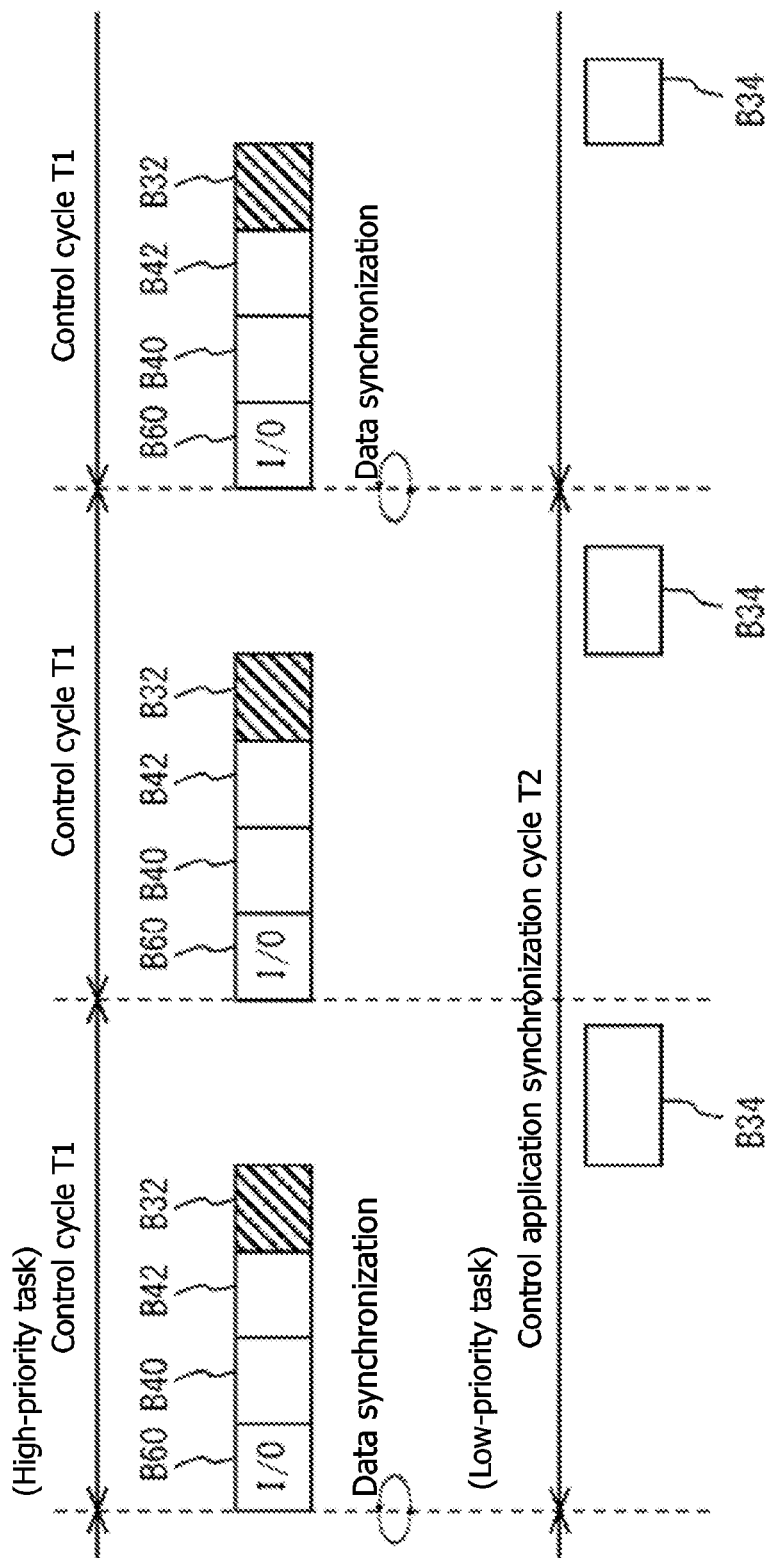 (High-priority task)
Control cycle T1
Control cycle T1
Control cycle T1
B60 B40 B42 B32
B60 B40 B42 B32
B60 B40 B42 B32
I/O
I/O
I/O
Data synchronization
Data synchronization
(Low-priority task)
Control application synchronization cycle T2
B34
B34
B34